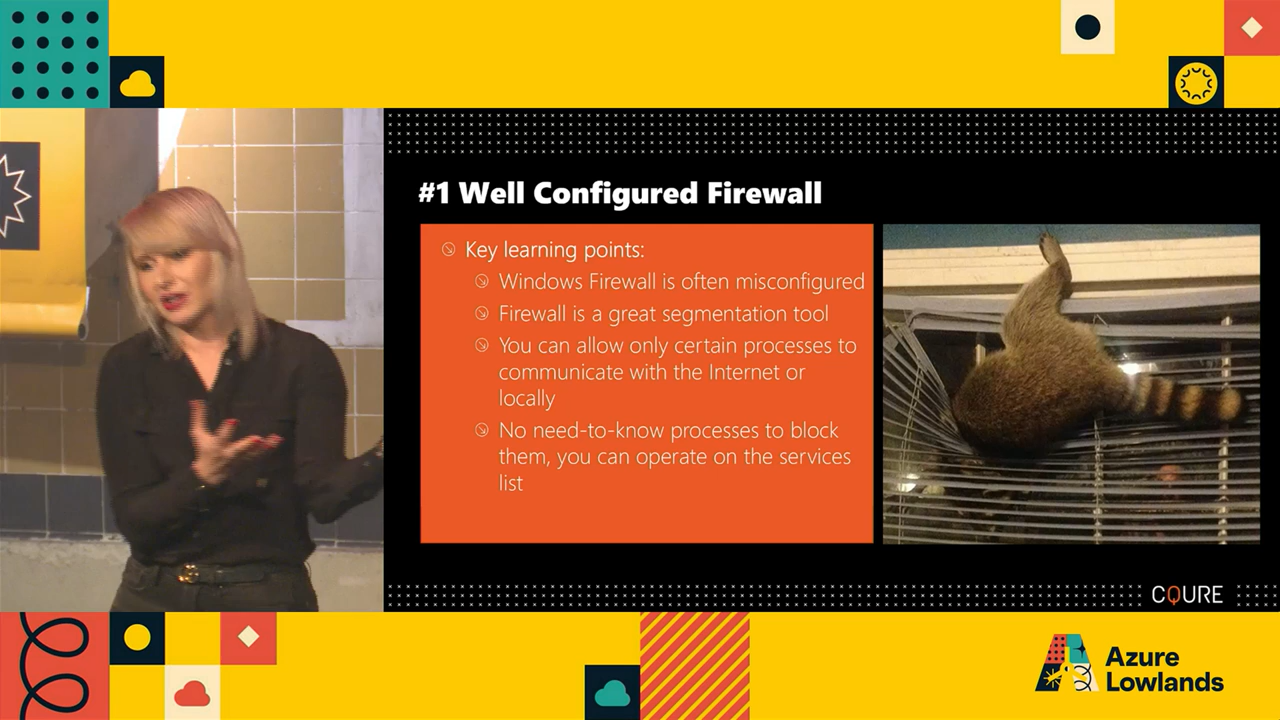 #1 Well Configured Firewall
Key learning points:
Windows Firewall is often misconfigured
Firewall is a great segmentation tool
You can allow only certain processes to
communicate with the Internet or
locally
No need-to-know processes to block
them, you can operate on the services
list
CQURE
Azure
Lowlands